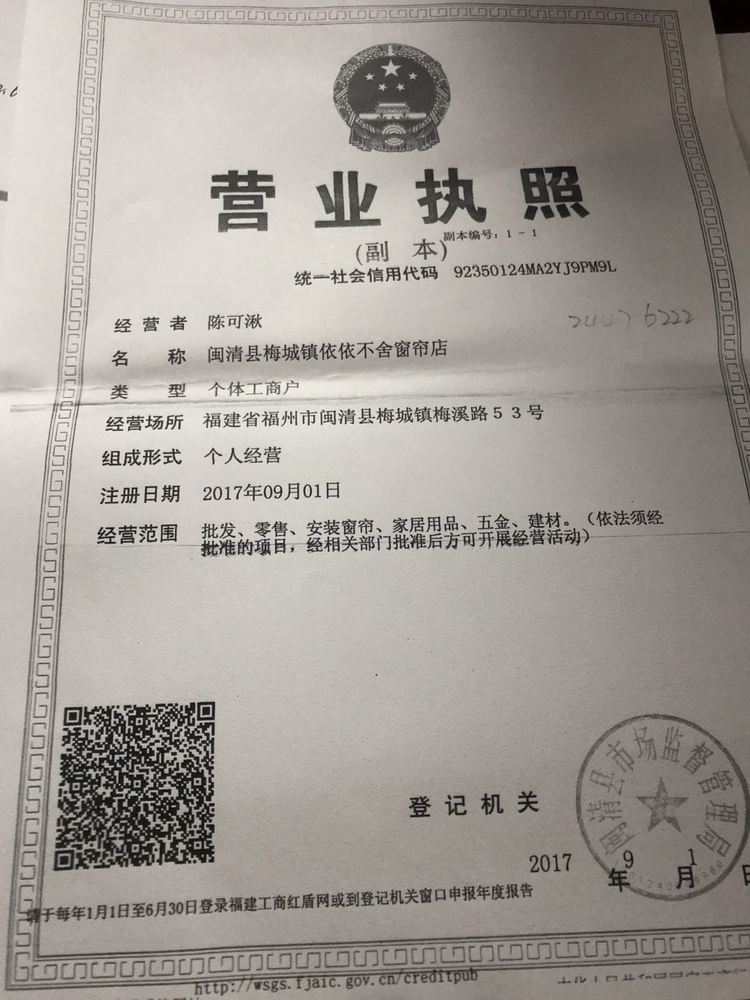 营业执照
副本编号：1-1
(副 本)
统一社会信用代码 92350124MA2YJ9PM9L
经营者 陈可湫
24476222
名称 闽清县梅城镇依依不舍窗帘店
类型 个体工商户
经营场所 福建省福州市闽清县梅城镇梅溪路53号
组成形式 个人经营
注册日期 2017年09月01日
经营范围 批发、零售、安装窗帘、家居用品、五金、建材。（依法须经
批准的项目，经相关部门批准后方可开展经营活动）
闽清县市场监督管理局
登记机关
2017年9月1日
请于每年1月1日至6月30日登录福建工商红盾网或到登记机关窗口申报年度报告
http://wsgs.fjaic.gov.cn/creditpub